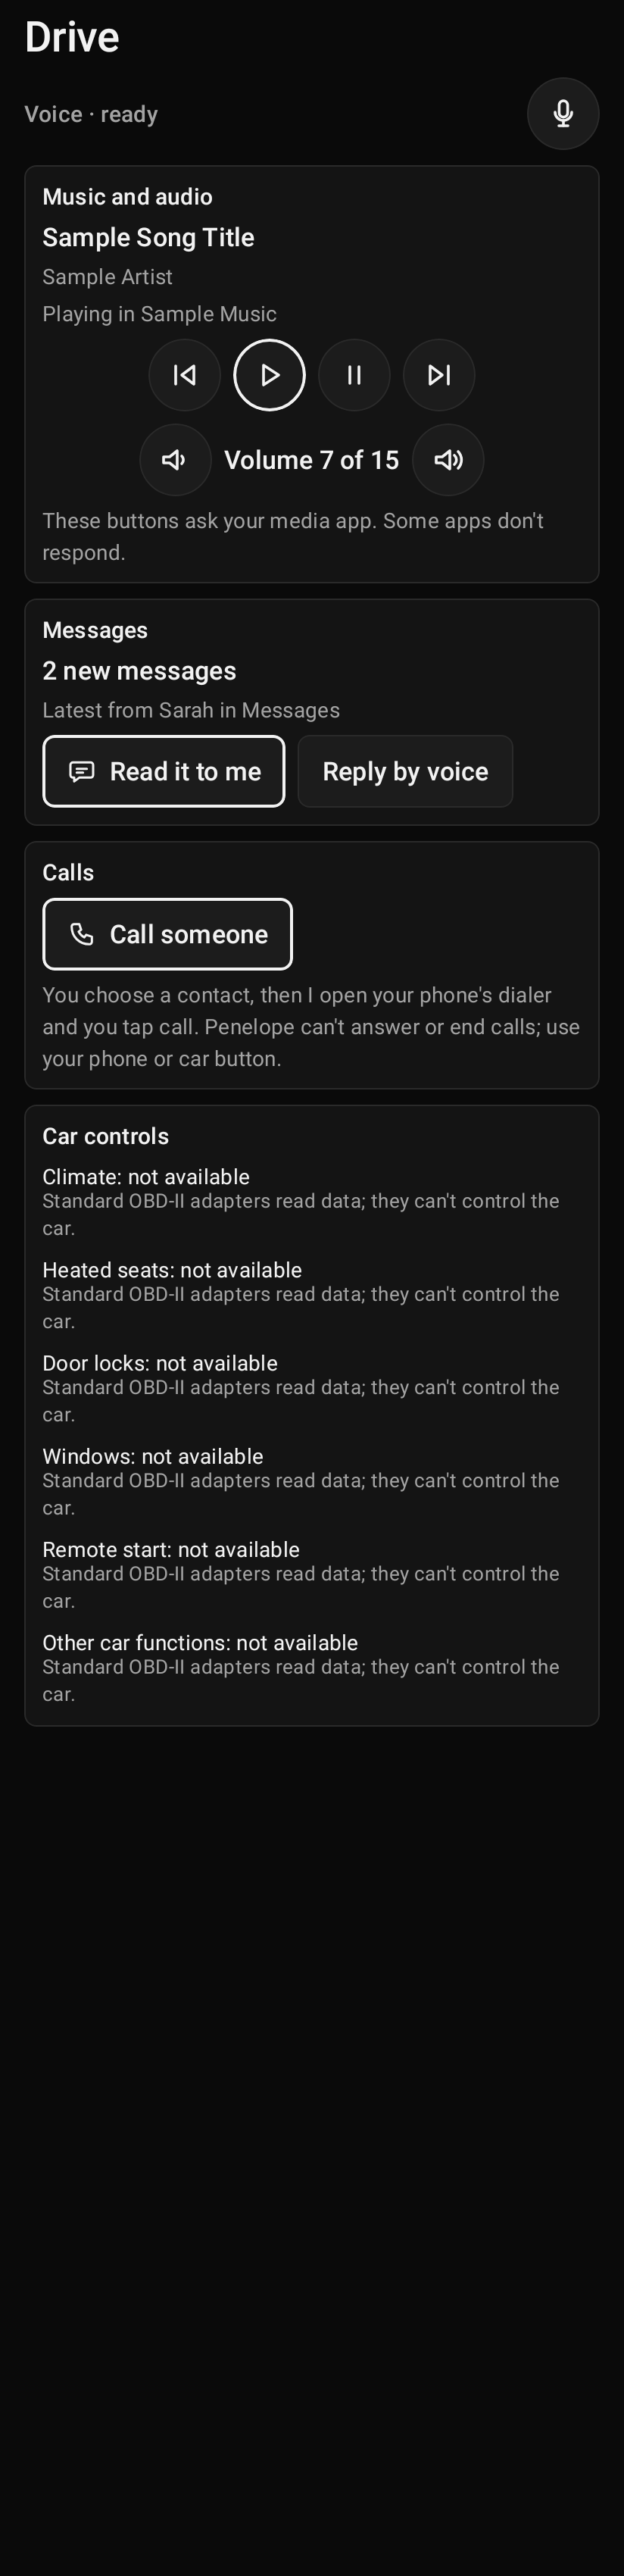 Drive
Voice · ready
Music and audio
Sample Song Title
Sample Artist
Playing in Sample Music
Volume 7 of 15
These buttons ask your media app. Some apps don't
respond.
Messages
2 new messages
Latest from Sarah in Messages
Read it to me
Reply by voice
Calls
Call someone
You choose a contact, then I open your phone's dialer
and you tap call. Penelope can't answer or end calls; use
your phone or car button.
Car controls
Climate: not available
Standard OBD-II adapters read data; they can't control the
car.
Heated seats: not available
Standard OBD-II adapters read data; they can't control the
car.
Door locks: not available
Standard OBD-II adapters read data; they can't control the
car.
Windows: not available
Standard OBD-II adapters read data; they can't control the
car.
Remote start: not available
Standard OBD-II adapters read data; they can't control the
car.
Other car functions: not available
Standard OBD-II adapters read data; they can't control the
car.